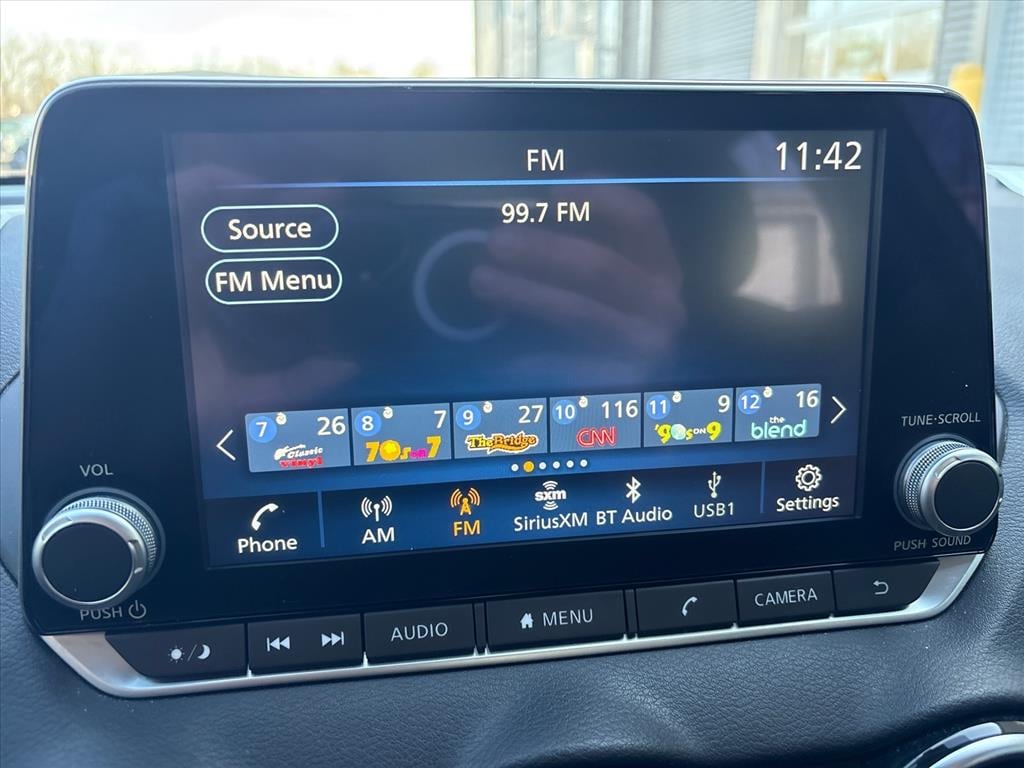 FM
11:42
99.7 FM
Source
FM Menu
7 26 Classic vinyl
8 7 70s on 7
9 27 The Bridge
10 116 CNN
11 9 '90s ON 9
12 16 the blend
Phone
AM
FM
sxm
SiriusXM
BT Audio
USB1
Settings
VOL
PUSH
TUNE·SCROLL
PUSH SOUND
AUDIO
MENU
CAMERA